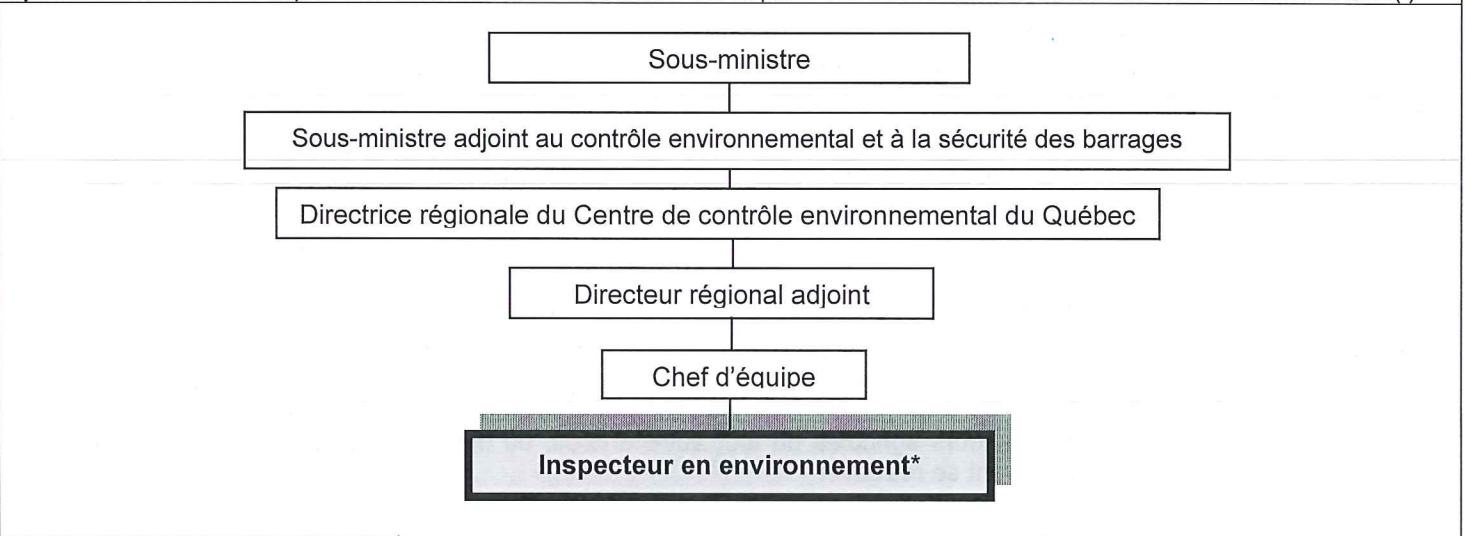 Sous-ministre
Sous-ministre adjoint au contrôle environnemental et à la sécurité des barrages
Directrice régionale du Centre de contrôle environnemental du Québec
Directeur régional adjoint
Chef d'équipe
Inspecteur en environnement*